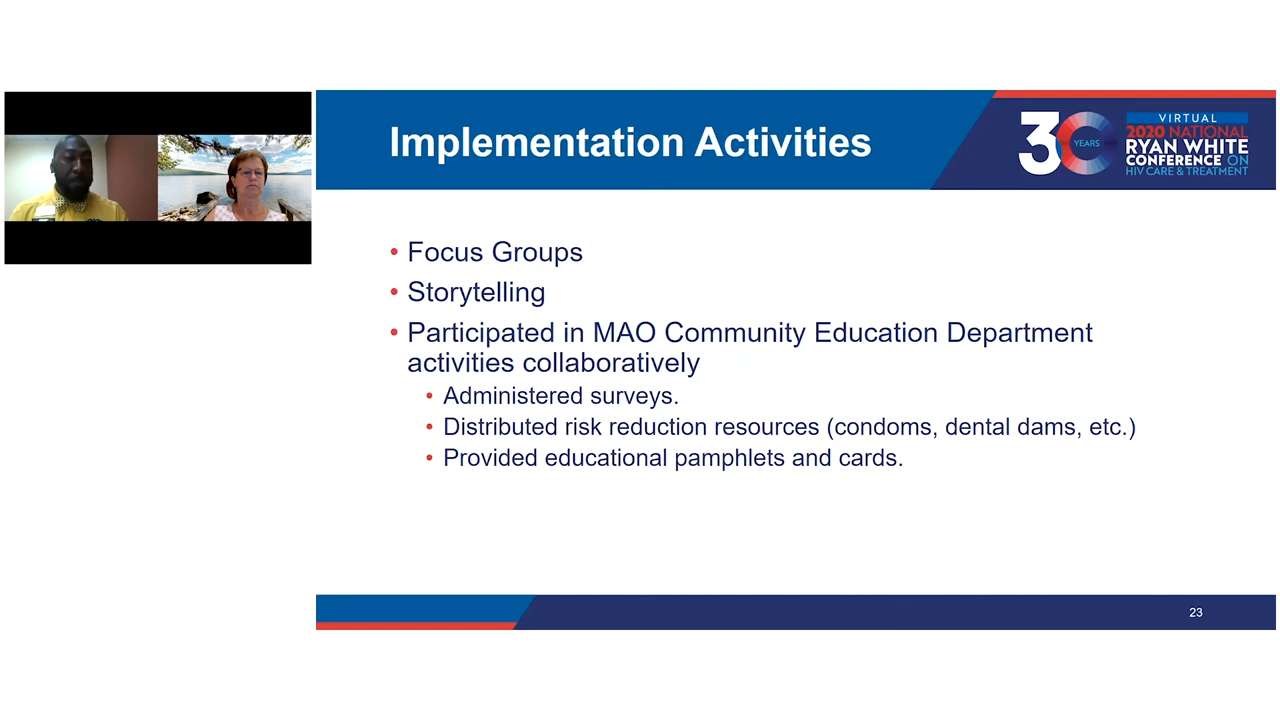 Implementation Activities
30
YEARS
VIRTUAL
2020 NATIONAL
RYAN WHITE
CONFERENCE ON
HIV CARE & TREATMENT
• Focus Groups
• Storytelling
• Participated in MAO Community Education Department
activities collaboratively
• Administered surveys.
• Distributed risk reduction resources (condoms, dental dams, etc.)
• Provided educational pamphlets and cards.
23